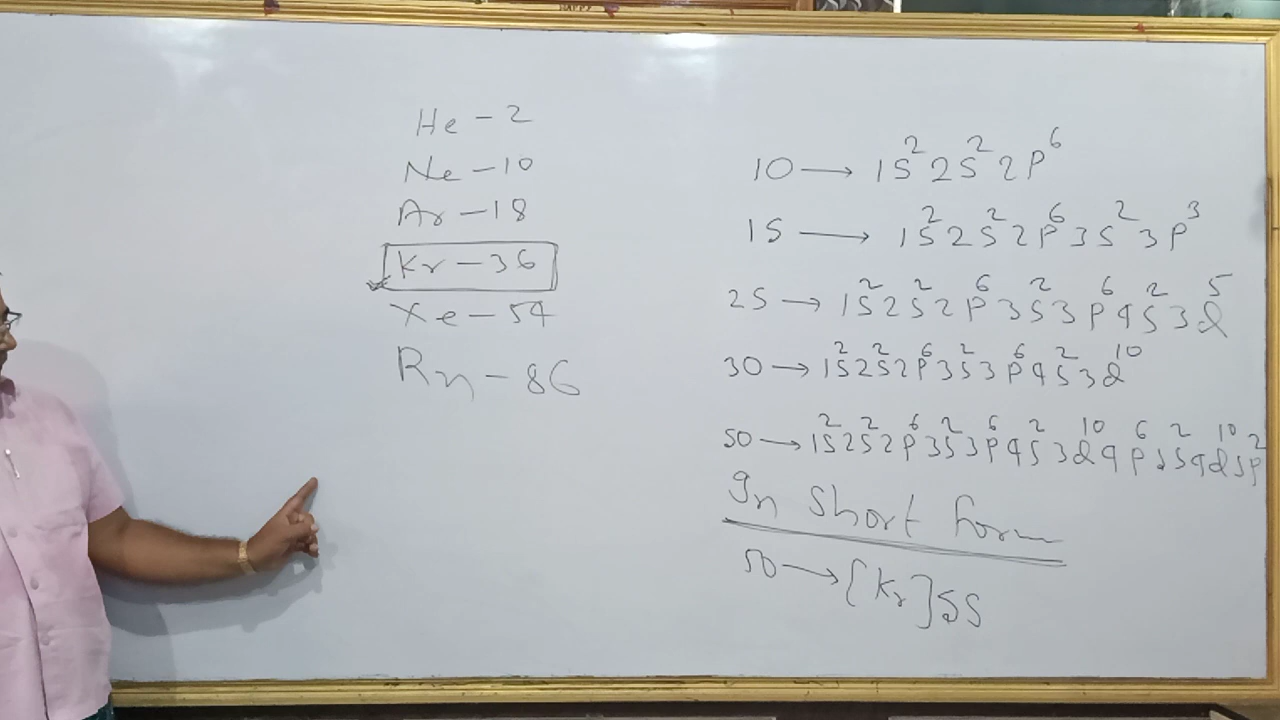 HAPPY
He - 2
Ne - 10
Ar - 18
Kr - 36
Xe - 54
Rn - 86
10 → 1s² 2s² 2p⁶
15 → 1s² 2s² 2p⁶ 3s² 3p³
25 → 1s² 2s² 2p⁶ 3s² 3p⁶ 4s² 3d⁵
30 → 1s² 2s² 2p⁶ 3s² 3p⁶ 4s² 3d¹⁰
50 → 1s² 2s² 2p⁶ 3s² 3p⁶ 4s² 3d¹⁰ 4p⁶ 5s² 4d¹⁰ 5p²
In short form
50 → [Kr] 5s